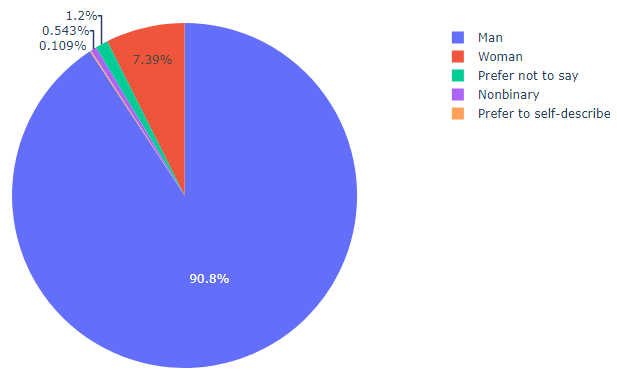 1.2%
0.543%
0.109%
7.39%
90.8%
Man
Woman
Prefer not to say
Nonbinary
Prefer to self-describe